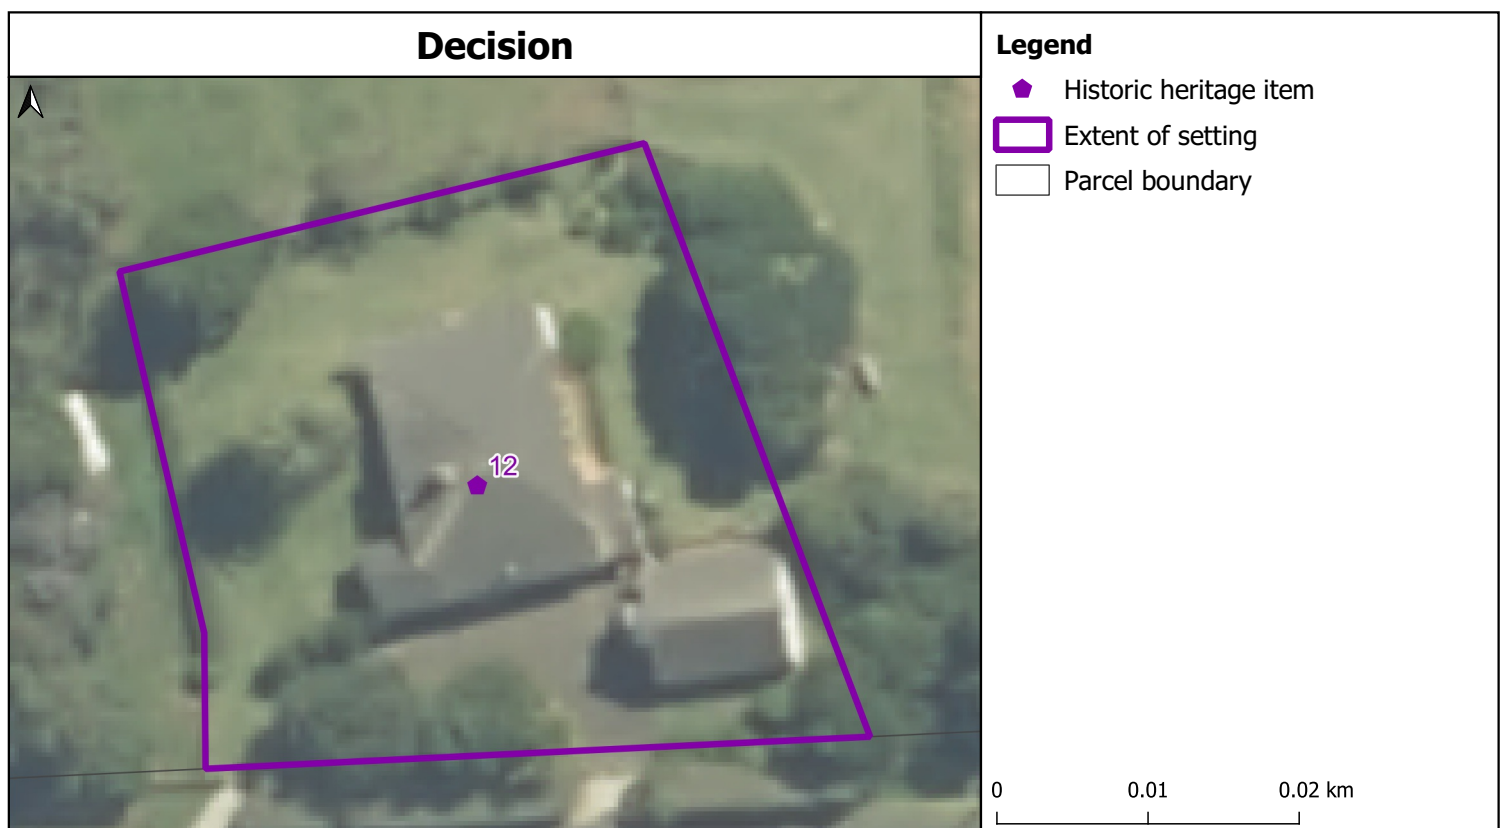 Decision
12
Legend
Historic heritage item
Extent of setting
Parcel boundary
0 0.01 0.02 km